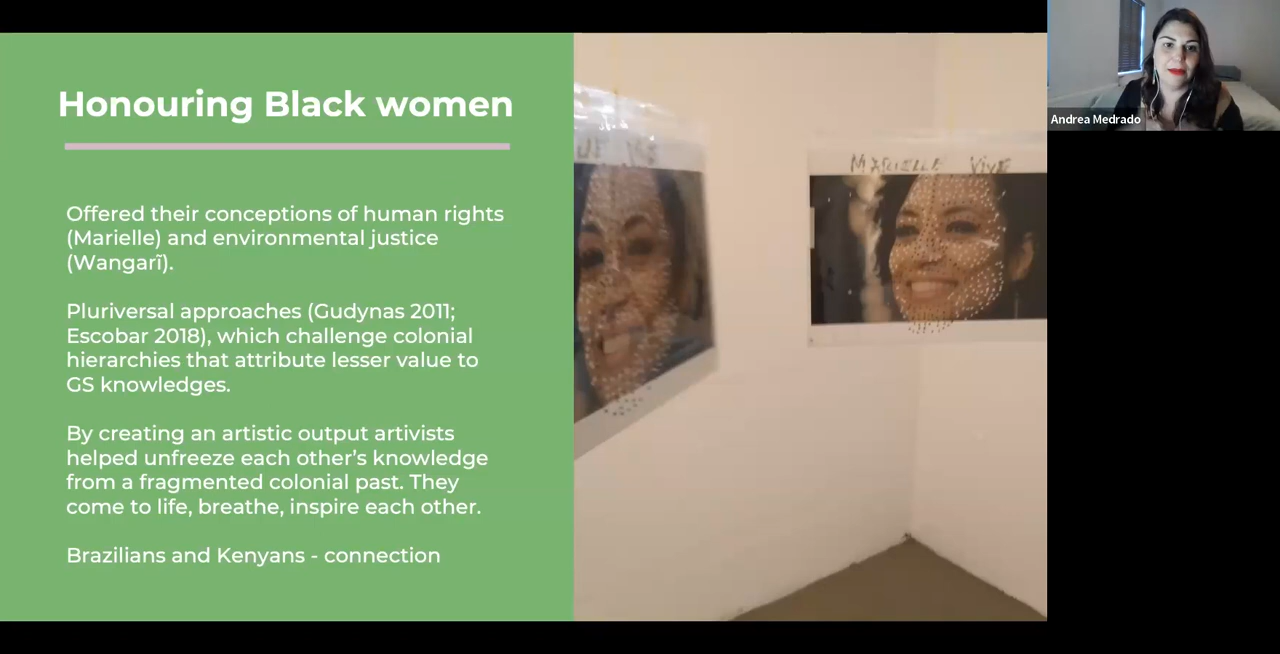 Honouring Black women
Offered their conceptions of human rights
(Marielle) and environmental justice
(Wangarĩ).
Pluriversal approaches (Gudynas 2011;
Escobar 2018), which challenge colonial
hierarchies that attribute lesser value to
GS knowledges.
By creating an artistic output artivists
helped unfreeze each other’s knowledge
from a fragmented colonial past. They
come to life, breathe, inspire each other.
Brazilians and Kenyans - connection
MARIELLE VIVE
Andrea Medrado